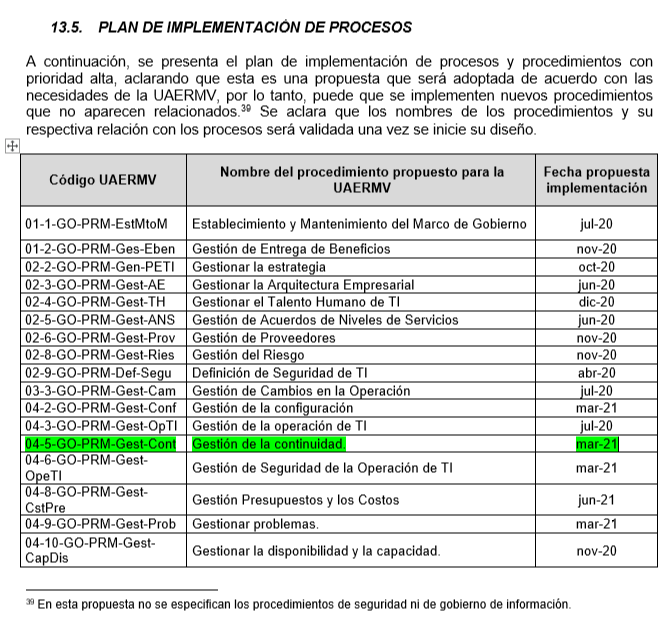 13.5. PLAN DE IMPLEMENTACIÓN DE PROCESOS
A continuación, se presenta el plan de implementación de procesos y procedimientos con
prioridad alta, aclarando que esta es una propuesta que será adoptada de acuerdo con las
necesidades de la UAERMV, por lo tanto, puede que se implementen nuevos procedimientos
que no aparecen relacionados.³⁹ Se aclara que los nombres de los procedimientos y su
respectiva relación con los procesos será validada una vez se inicie su diseño.
Código UAERMV Nombre del procedimiento propuesto para la UAERMV Fecha propuesta implementación
01-1-GO-PRM-EstMtoM Establecimiento y Mantenimiento del Marco de Gobierno jul-20
01-2-GO-PRM-Ges-Eben Gestión de Entrega de Beneficios nov-20
02-2-GO-PRM-Gen-PETI Gestionar la estrategia oct-20
02-3-GO-PRM-Gest-AE Gestionar la Arquitectura Empresarial jun-20
02-4-GO-PRM-Gest-TH Gestionar el Talento Humano de TI dic-20
02-5-GO-PRM-Gest-ANS Gestión de Acuerdos de Niveles de Servicios jun-20
02-6-GO-PRM-Gest-Prov Gestión de Proveedores nov-20
02-8-GO-PRM-Gest-Ries Gestión del Riesgo nov-20
02-9-GO-PRM-Def-Segu Definición de Seguridad de TI abr-20
03-3-GO-PRM-Gest-Cam Gestión de Cambios en la Operación jul-20
04-2-GO-PRM-Gest-Conf Gestión de la configuración mar-21
04-3-GO-PRM-Gest-OpTI Gestión de la operación de TI jul-20
04-5-GO-PRM-Gest-Cont Gestión de la continuidad. mar-21
04-6-GO-PRM-Gest-OpeTI Gestión de Seguridad de la Operación de TI mar-21
04-8-GO-PRM-Gest-CstPre Gestión Presupuestos y los Costos jun-21
04-9-GO-PRM-Gest-Prob Gestionar problemas. mar-21
04-10-GO-PRM-Gest-CapDis Gestionar la disponibilidad y la capacidad. nov-20
³⁹ En esta propuesta no se especifican los procedimientos de seguridad ni de gobierno de información.